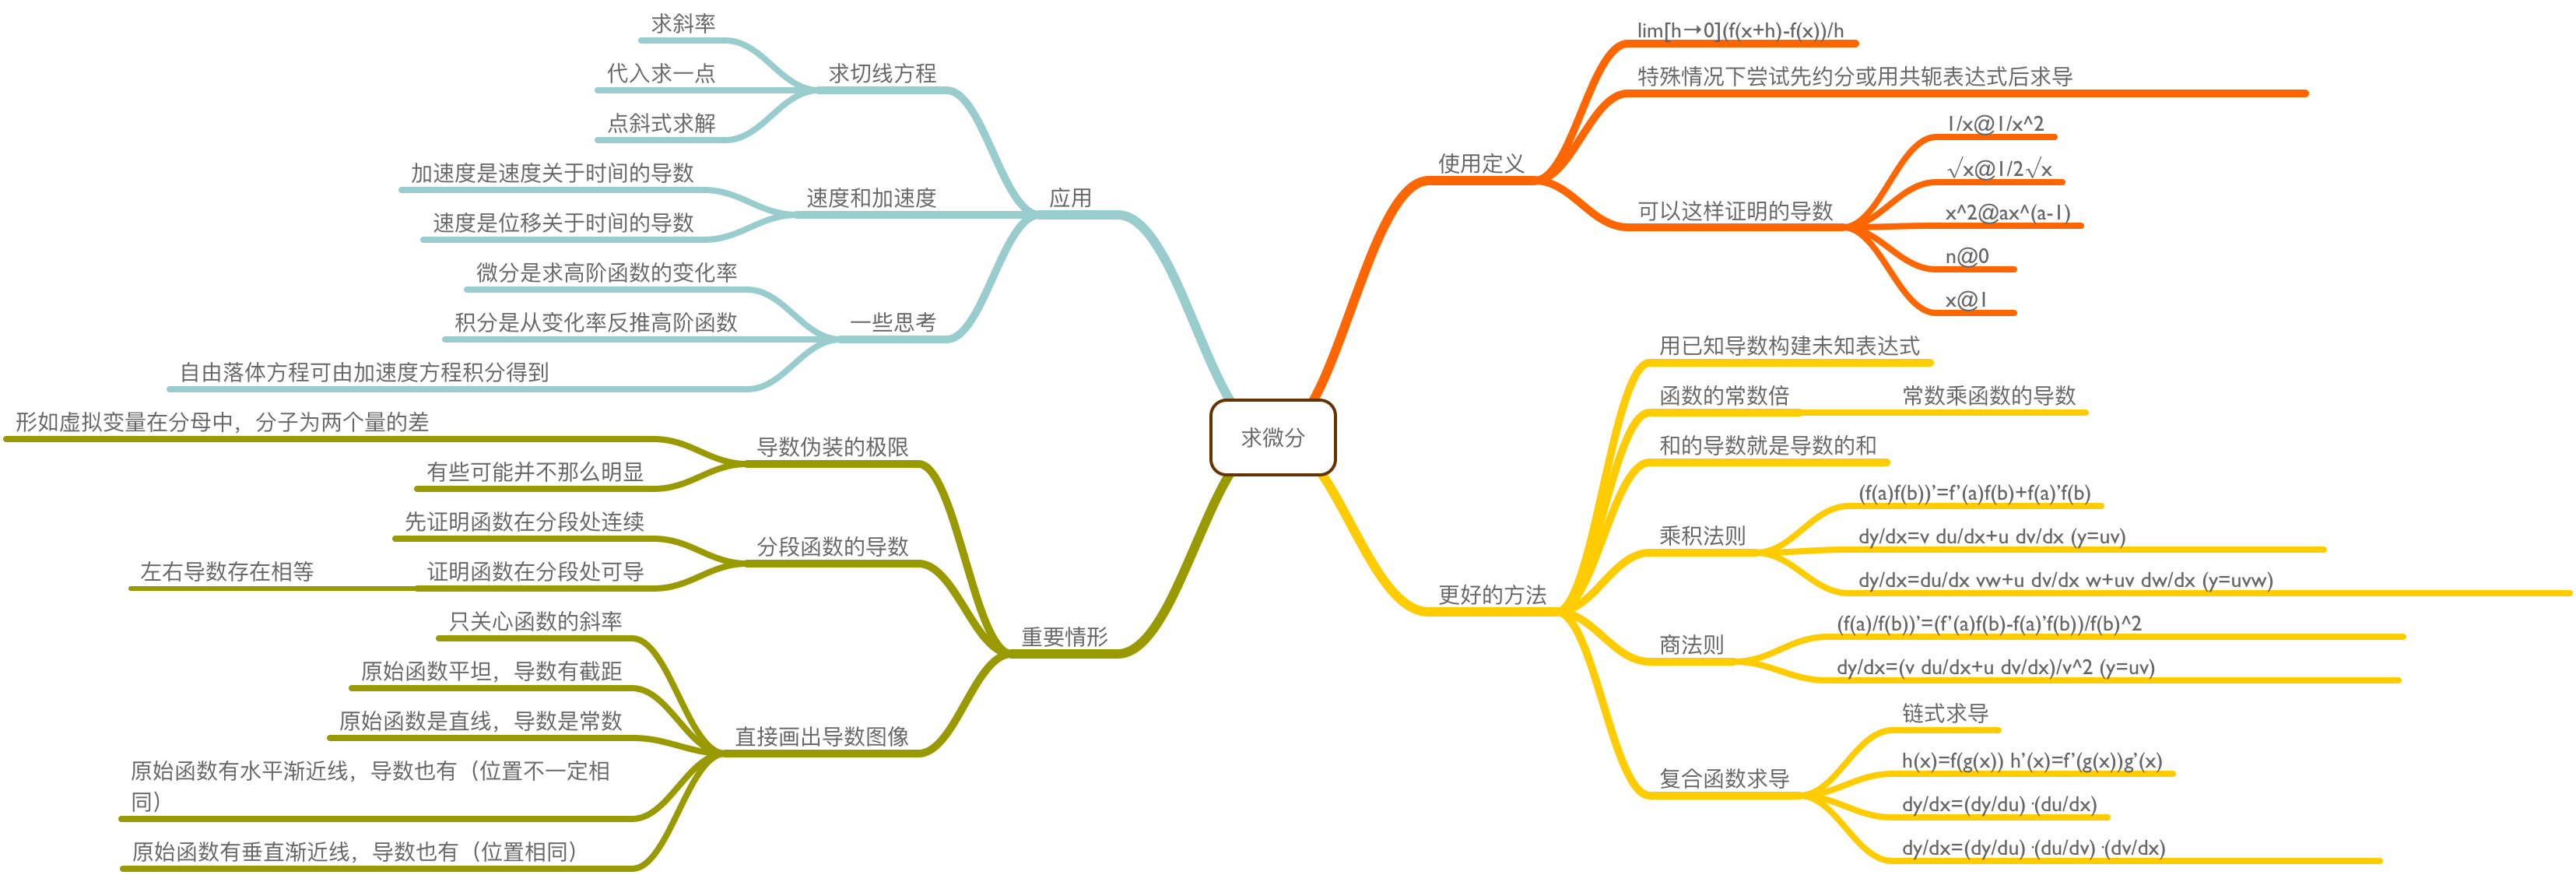 求微分
使用定义
lim[h→0](f(x+h)-f(x))/h
特殊情况下尝试先约分或用共轭表达式后求导
可以这样证明的导数
1/x@1/x^2
√x@1/2√x
x^2@ax^(a-1)
n@0
x@1
更好的方法
用已知导数构建未知表达式
函数的常数倍
常数乘函数的导数
和的导数就是导数的和
乘积法则
(f(a)f(b))'=f'(a)f(b)+f(a)'f(b)
dy/dx=v du/dx+u dv/dx (y=uv)
dy/dx=du/dx vw+u dv/dx w+uv dw/dx (y=uvw)
商法则
(f(a)/f(b))'=(f'(a)f(b)-f(a)'f(b))/f(b)^2
dy/dx=(v du/dx+u dv/dx)/v^2 (y=uv)
复合函数求导
链式求导
h(x)=f(g(x)) h'(x)=f'(g(x))g'(x)
dy/dx=(dy/du)·(du/dx)
dy/dx=(dy/du)·(du/dv)·(dv/dx)
应用
求切线方程
求斜率
代入求一点
点斜式求解
速度和加速度
加速度是速度关于时间的导数
速度是位移关于时间的导数
一些思考
微分是求高阶函数的变化率
积分是从变化率反推高阶函数
自由落体方程可由加速度方程积分得到
重要情形
导数伪装的极限
形如虚拟变量在分母中，分子为两个量的差
有些可能并不那么明显
分段函数的导数
先证明函数在分段处连续
证明函数在分段处可导
左右导数存在相等
直接画出导数图像
只关心函数的斜率
原始函数平坦，导数有截距
原始函数是直线，导数是常数
原始函数有水平渐近线，导数也有（位置不一定相
同）
原始函数有垂直渐近线，导数也有（位置相同）